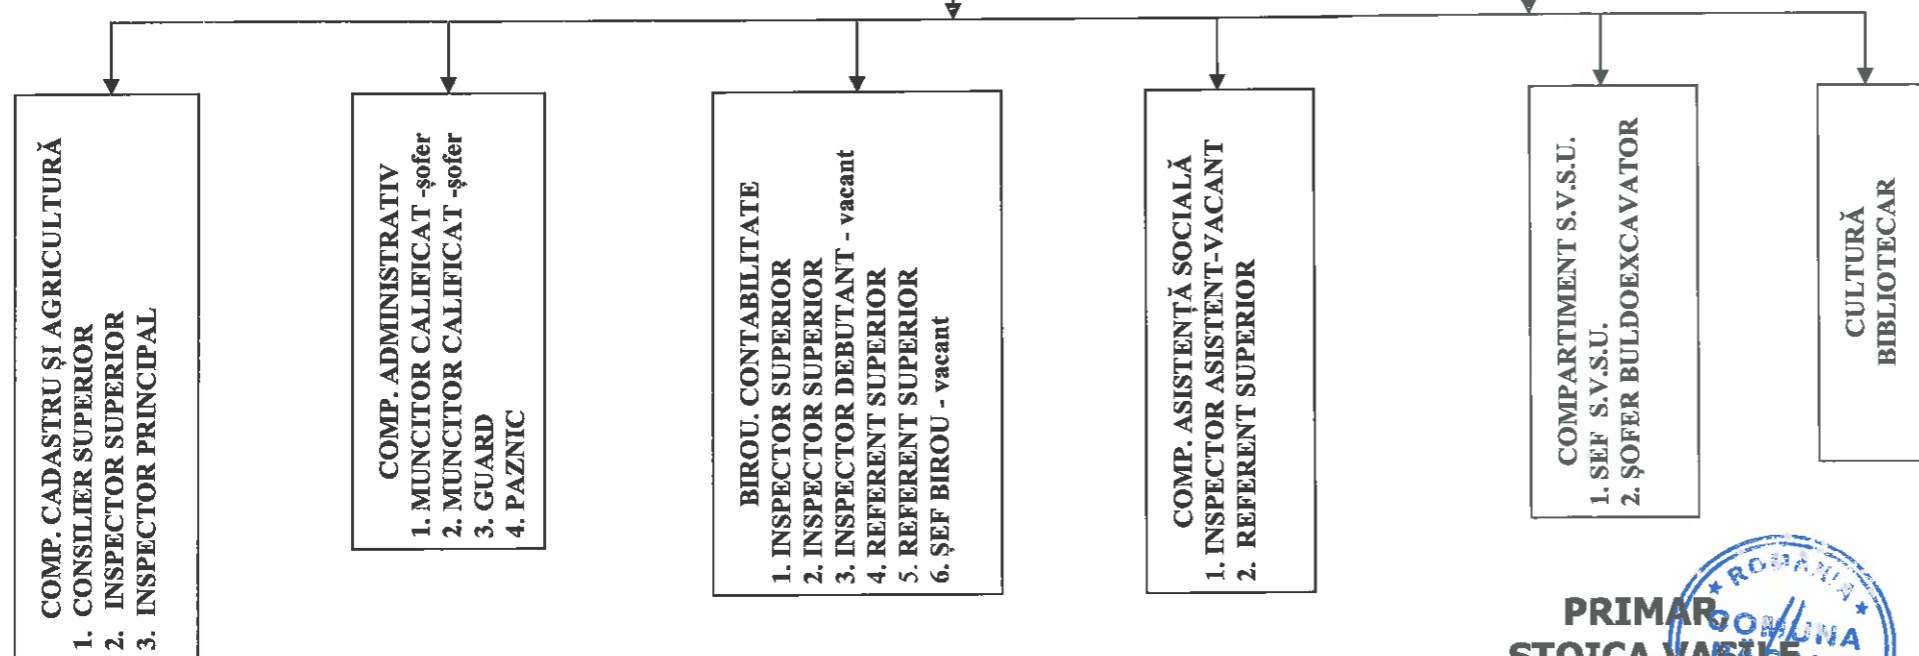 COMP. CADASTRU ȘI AGRICULTURĂ
1. CONSILIER SUPERIOR
2. INSPECTOR SUPERIOR
3. INSPECTOR PRINCIPAL
COMP. ADMINISTRATIV
1. MUNCITOR CALIFICAT -șofer
2. MUNCITOR CALIFICAT -șofer
3. GUARD
4. PAZNIC
BIROU. CONTABILITATE
1. INSPECTOR SUPERIOR
2. INSPECTOR SUPERIOR
3. INSPECTOR DEBUTANT - vacant
4. REFERENT SUPERIOR
5. REFERENT SUPERIOR
6. ȘEF BIROU - vacant
COMP. ASISTENȚĂ SOCIALĂ
1. INSPECTOR ASISTENT-VACANT
2. REFERENT SUPERIOR
COMPARTIMENT S.V.S.U.
1. SEF S.V.S.U.
2. ȘOFER BULDOEXCAVATOR
CULTURĂ
BIBLIOTECAR
PRIMAR,
STOICA VASILE
ROMÂNIA
COMUNA